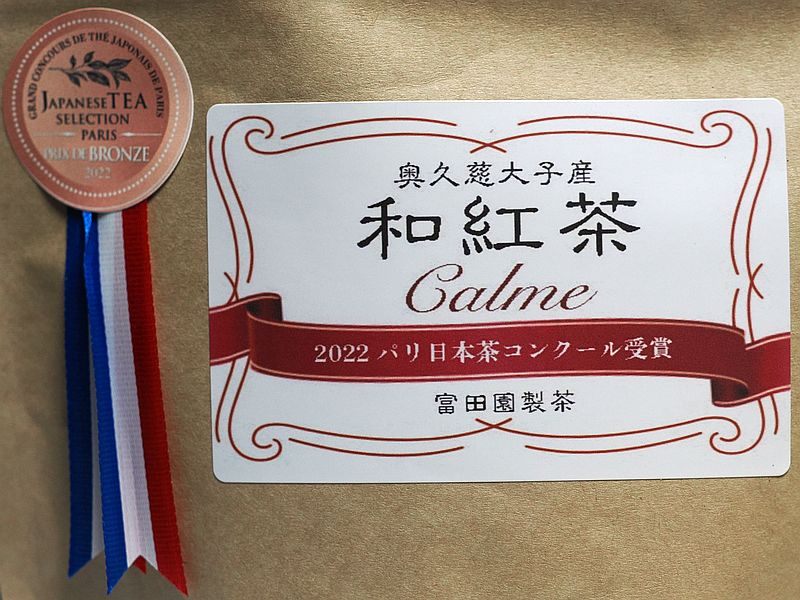 GRAND CONCOURS DE THÉ JAPONAIS DE PARIS
JAPANESE TEA
SELECTION
PARIS
PRIX DE BRONZE
2022
奥久慈大子産
和紅茶
Calme
2022 パリ日本茶コンクール受賞
富田園製茶